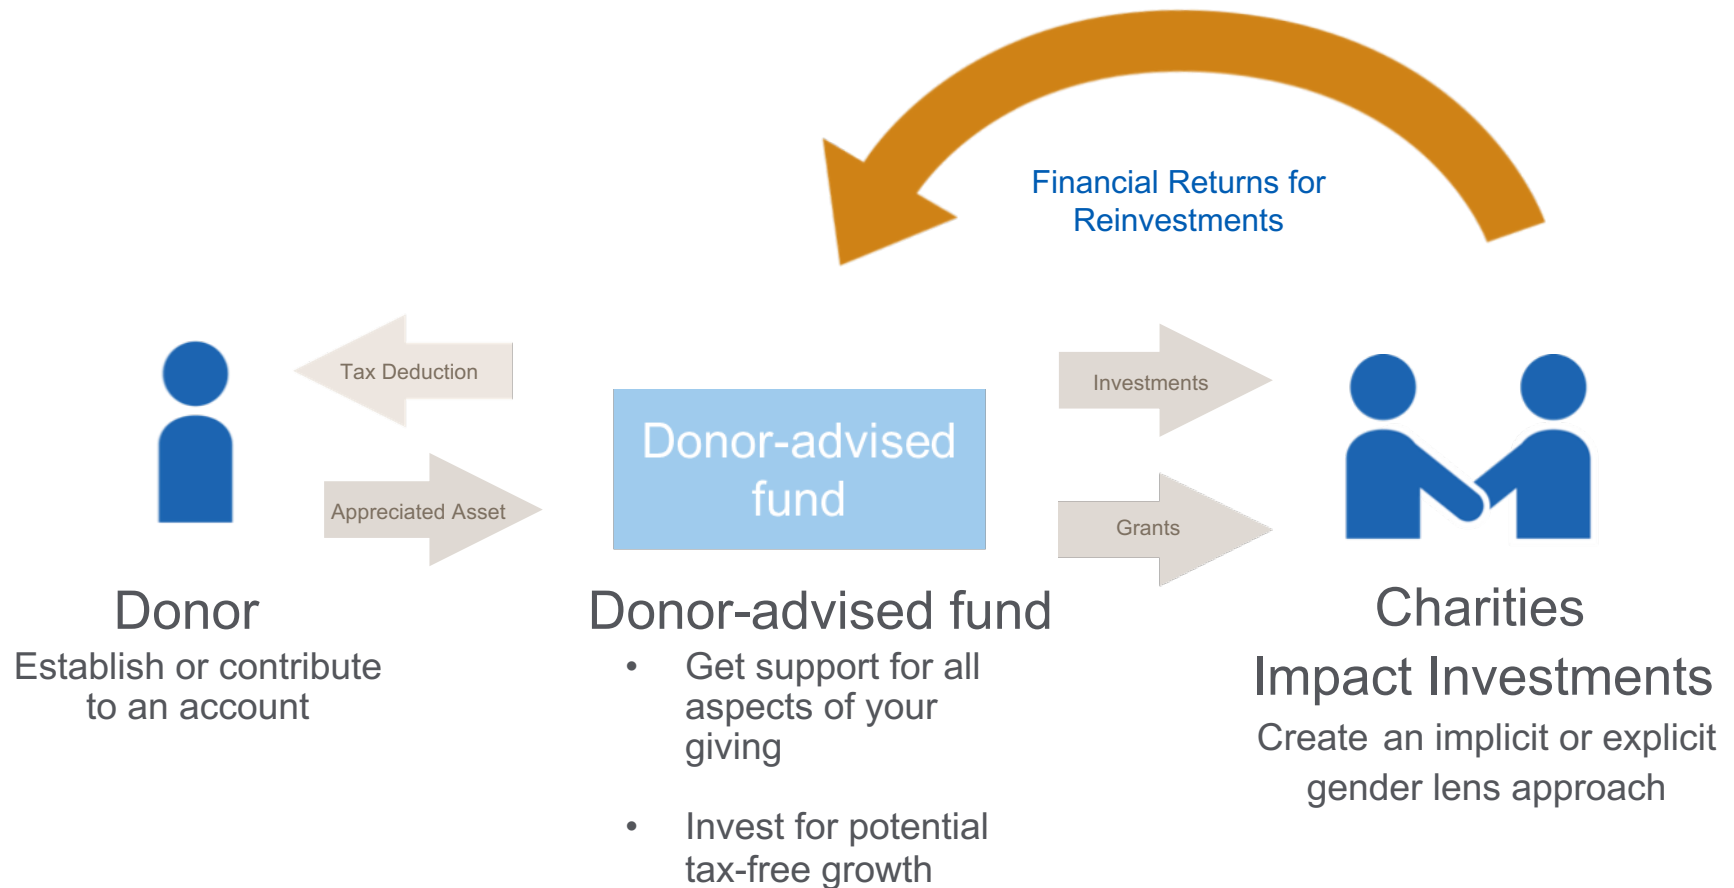 Financial Returns for
Reinvestments
Tax Deduction
Appreciated Asset
Donor-advised
fund
Investments
Grants
Donor
Establish or contribute
to an account
Donor-advised fund
• Get support for all
aspects of your
giving
• Invest for potential
tax-free growth
Charities
Impact Investments
Create an implicit or explicit
gender lens approach